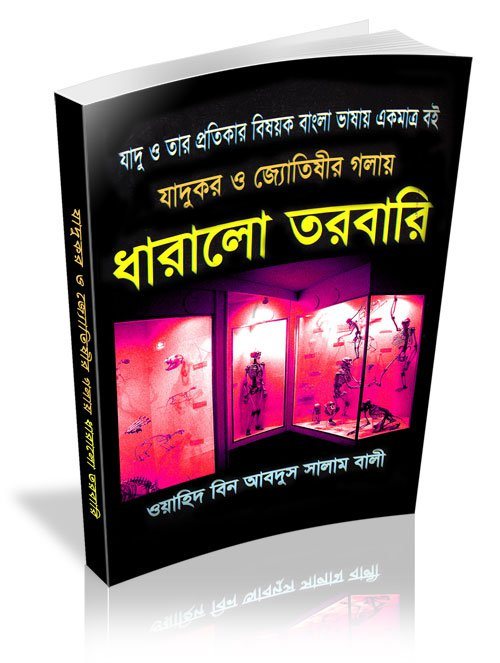 যাদু ও তার প্রতিকার বিষয়ক বাংলা ভাষায় একমাত্র বই
যাদুকর ও জ্যোতিষীর গলায়
ধারালো তরবারি
ওয়াহিদ বিন আবদুস সালাম বালী
যাদুকর ও জ্যোতিষীর গলায় ধারালো তরবারি